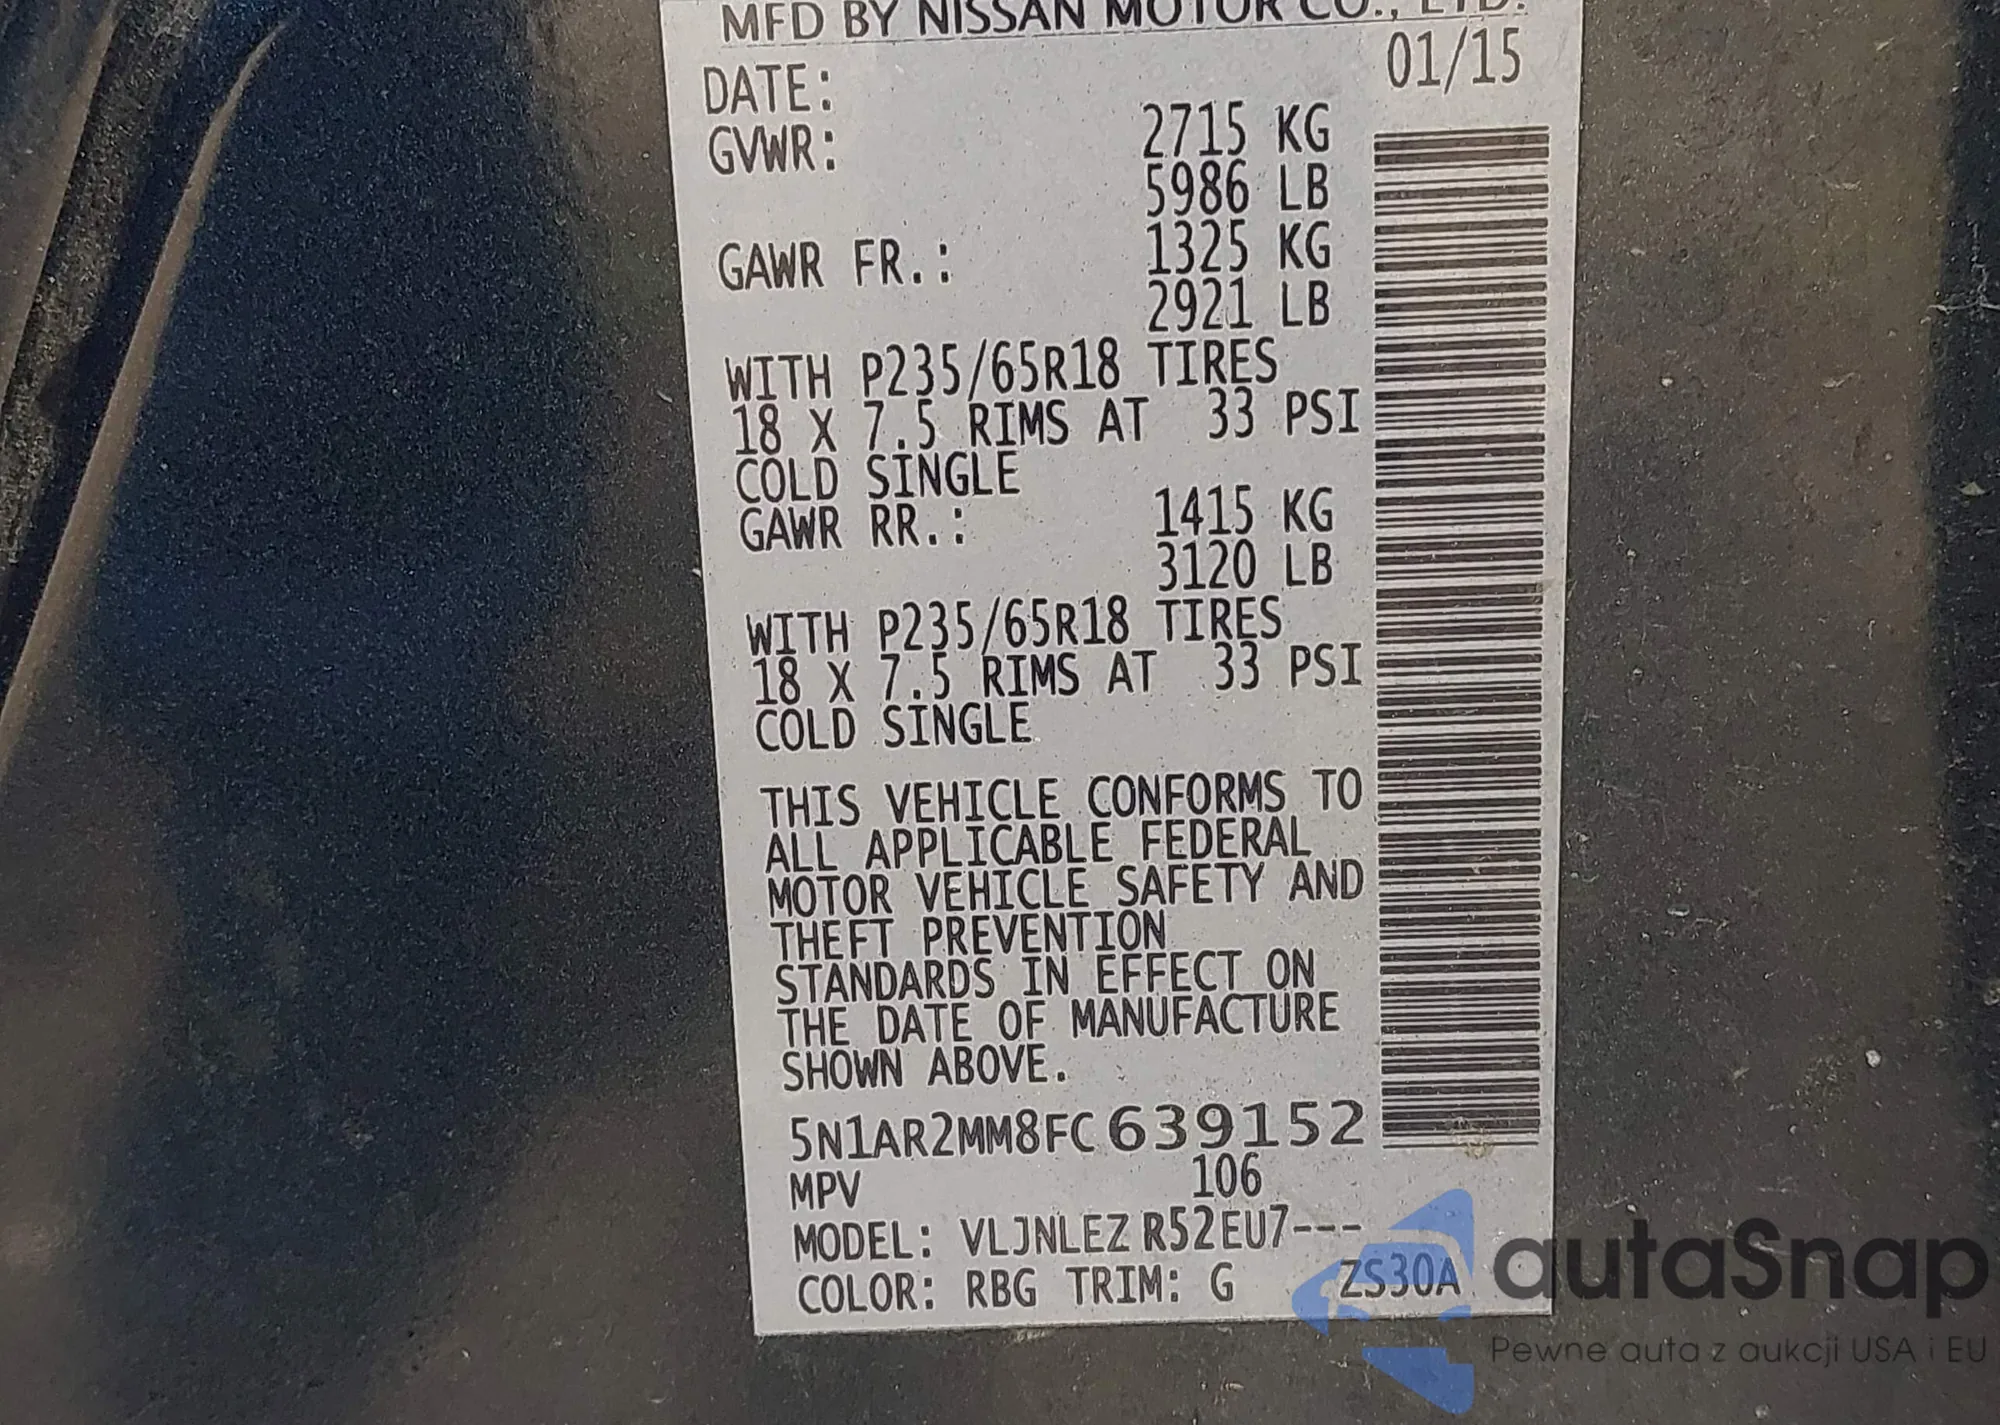 MFD BY NISSAN MOTOR CO., LTD.
DATE: 01/15
GVWR: 2715 KG
5986 LB
GAWR FR.: 1325 KG
2921 LB
WITH P235/65R18 TIRES
18 X 7.5 RIMS AT 33 PSI
COLD SINGLE
GAWR RR.: 1415 KG
3120 LB
WITH P235/65R18 TIRES
18 X 7.5 RIMS AT 33 PSI
COLD SINGLE
THIS VEHICLE CONFORMS TO
ALL APPLICABLE FEDERAL
MOTOR VEHICLE SAFETY AND
THEFT PREVENTION
STANDARDS IN EFFECT ON
THE DATE OF MANUFACTURE
SHOWN ABOVE.
5N1AR2MM8FC639152
MPV 106
MODEL: VLJNLEZ R52EU7---
COLOR: RBG TRIM: G ZS30A
autaSnap
Pewne auta z aukcji USA i EU